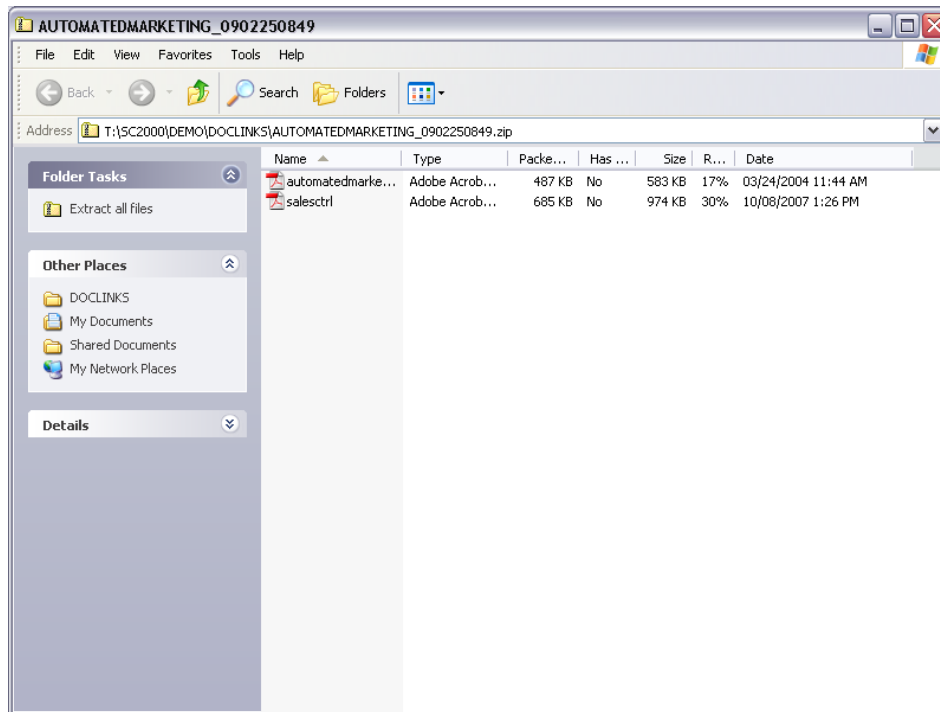 AUTOMATEDMARKETING_0902250849
File Edit View Favorites Tools Help
Back Search Folders
Address T:\SC2000\DEMO\DOCLINKS\AUTOMATEDMARKETING_0902250849.zip
Folder Tasks
Extract all files
Other Places
DOCLINKS
My Documents
Shared Documents
My Network Places
Details
Name Type Packe... Has ... Size R... Date
automatedmarke... Adobe Acrob... 487 KB No 583 KB 17% 03/24/2004 11:44 AM
salesctrl Adobe Acrob... 685 KB No 974 KB 30% 10/08/2007 1:26 PM